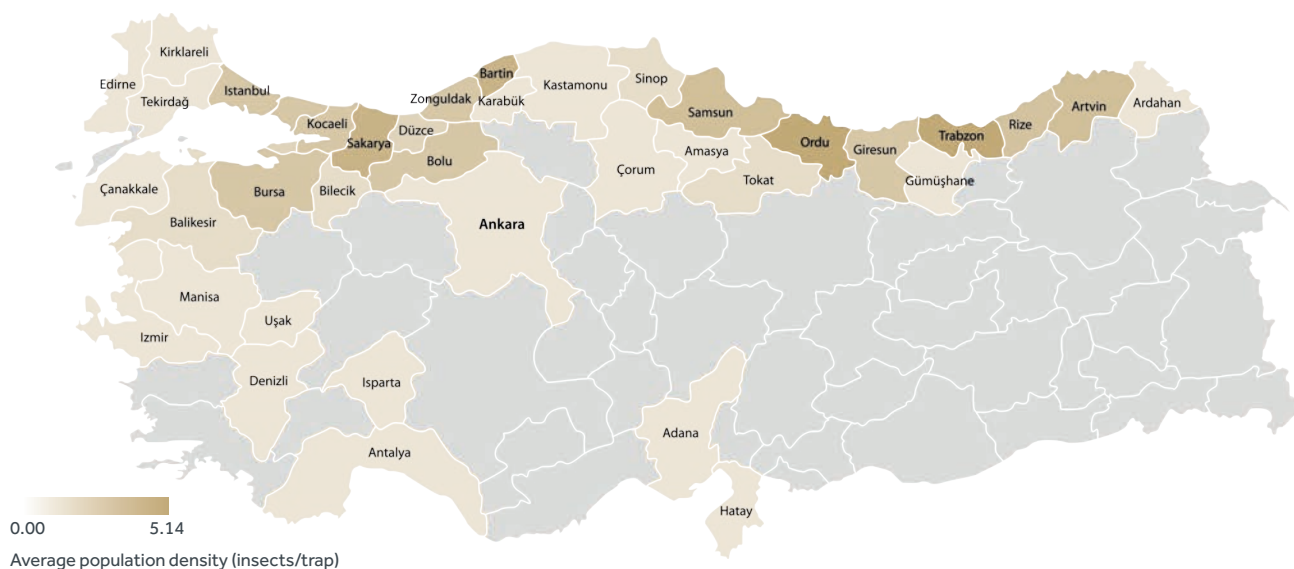 Kirklareli
Edirne
Tekirdağ
Istanbul
Kocaeli
Sakarya
Düzce
Bolu
Zonguldak
Bartin
Karabük
Kastamonu
Sinop
Samsun
Amasya
Çorum
Tokat
Ordu
Giresun
Gümüşhane
Trabzon
Rize
Artvin
Ardahan
Çanakkale
Balikesir
Bursa
Bilecik
Ankara
Manisa
Izmir
Uşak
Denizli
Isparta
Antalya
Adana
Hatay
0.00 5.14
Average population density (insects/trap)